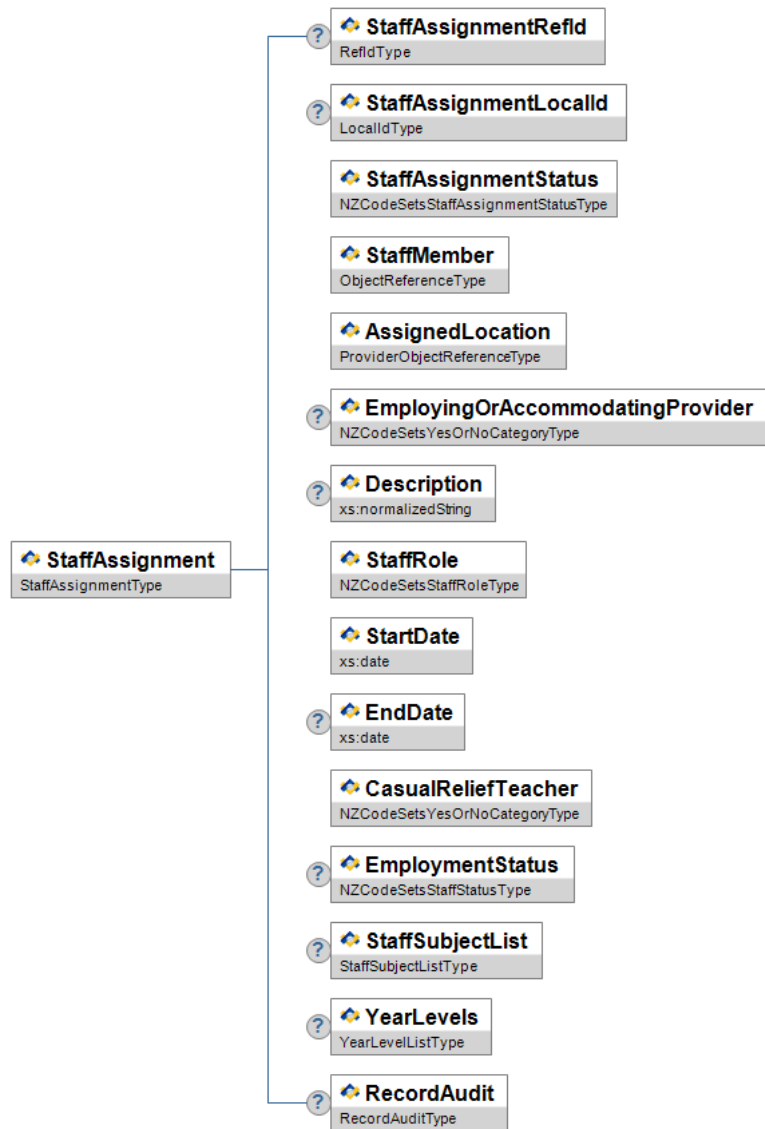 ?
StaffAssignmentRefId
RefIdType
?
StaffAssignmentLocalId
LocalIdType
StaffAssignmentStatus
NZCodeSetsStaffAssignmentStatusType
StaffMember
ObjectReferenceType
AssignedLocation
ProviderObjectReferenceType
?
EmployingOrAccommodatingProvider
NZCodeSetsYesOrNoCategoryType
?
Description
xs:normalizedString
StaffAssignment
StaffAssignmentType
StaffRole
NZCodeSetsStaffRoleType
StartDate
xs:date
?
EndDate
xs:date
CasualReliefTeacher
NZCodeSetsYesOrNoCategoryType
?
EmploymentStatus
NZCodeSetsStaffStatusType
?
StaffSubjectList
StaffSubjectListType
?
YearLevels
YearLevelListType
?
RecordAudit
RecordAuditType